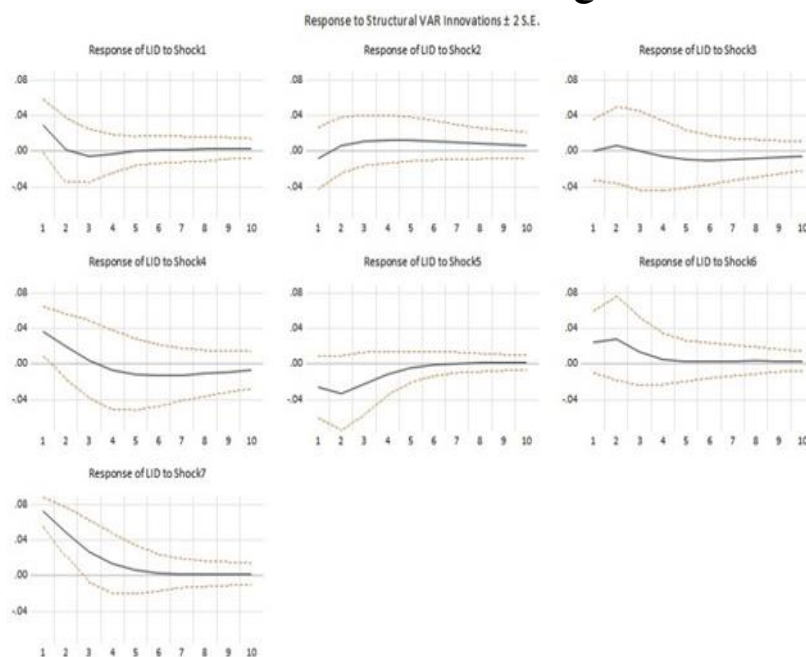 Response to Structural VAR Innovations ± 2 S.E.
Response of LID to Shock1
Response of LID to Shock2
Response of LID to Shock3
.08
.04
.00
-.04
1 2 3 4 5 6 7 8 9 10
.08
.04
.00
-.04
1 2 3 4 5 6 7 8 9 10
.08
.04
.00
-.04
1 2 3 4 5 6 7 8 9 10
Response of LID to Shock4
Response of LID to Shock5
Response of LID to Shock6
.08
.04
.00
-.04
1 2 3 4 5 6 7 8 9 10
.08
.04
.00
-.04
1 2 3 4 5 6 7 8 9 10
.08
.04
.00
-.04
1 2 3 4 5 6 7 8 9 10
Response of LID to Shock7
.08
.04
.00
-.04
1 2 3 4 5 6 7 8 9 10